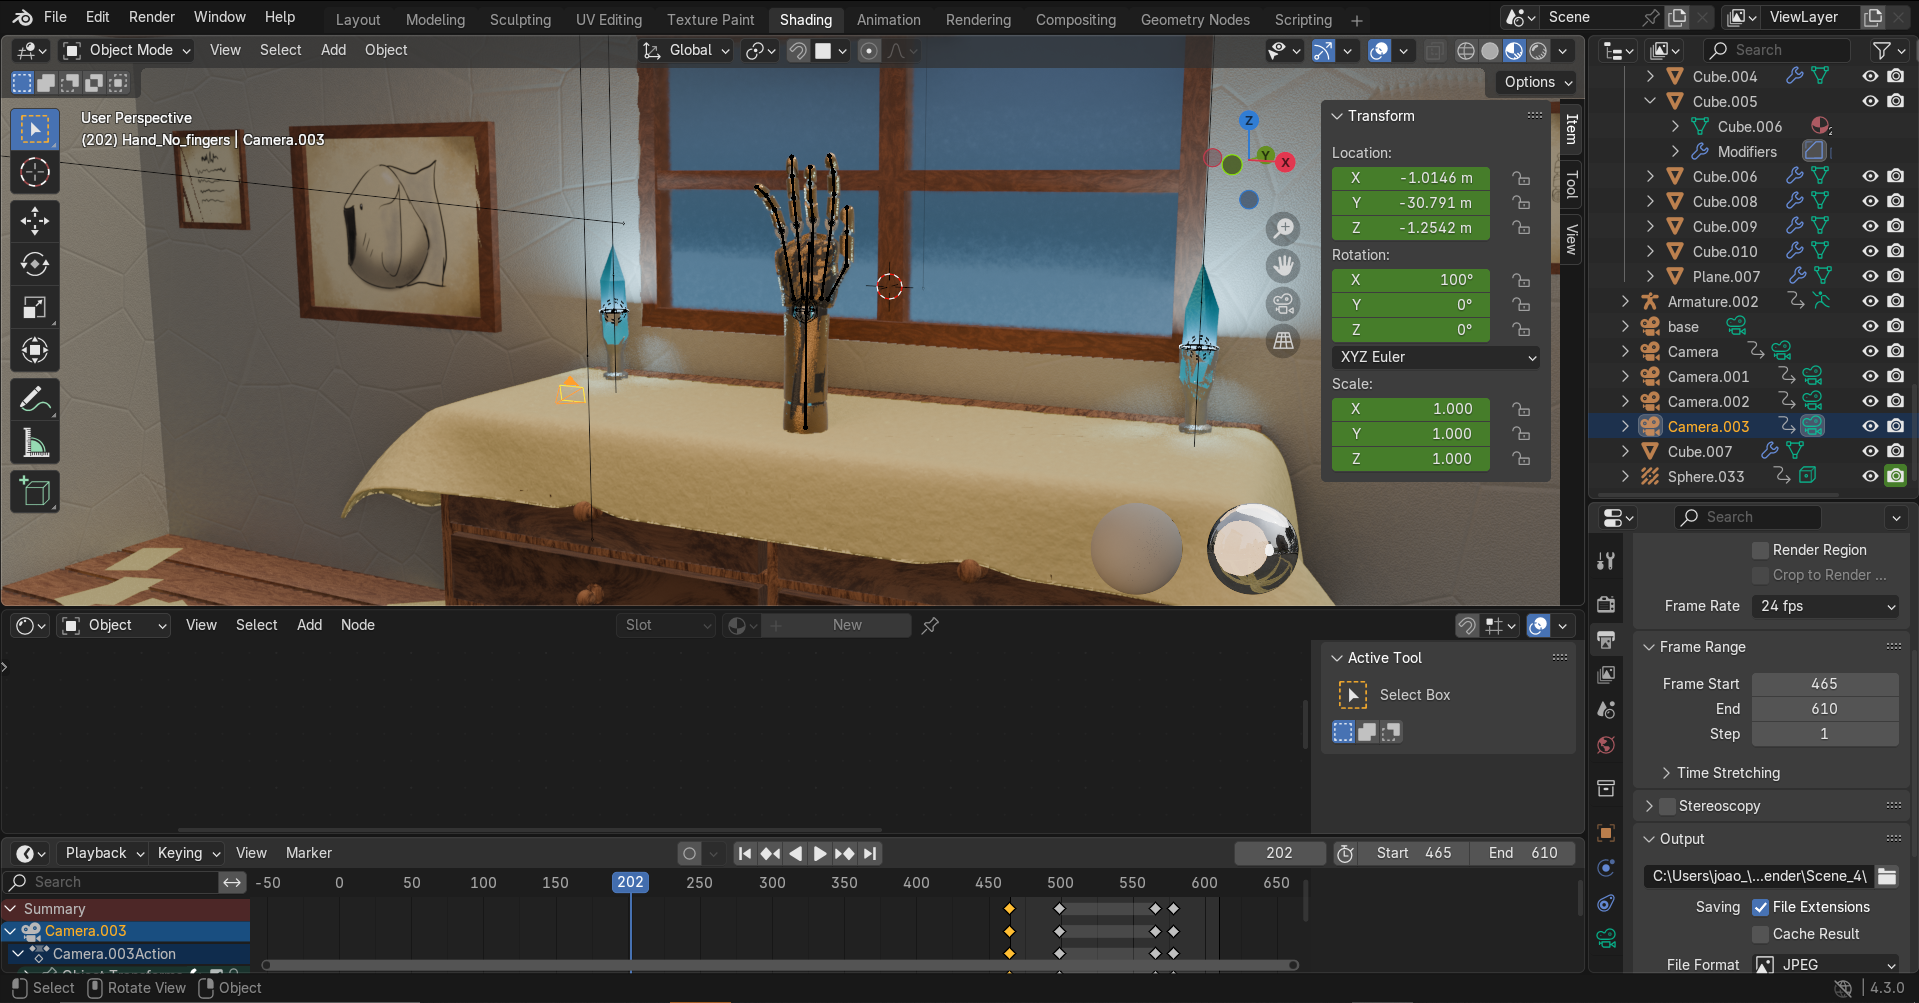 File Edit Render Window Help Layout Modeling Sculpting UV Editing Texture Paint Shading Animation Rendering Compositing Geometry Nodes Scripting + Scene ViewLayer
Object Mode View Select Add Object Global Search
Options
User Perspective
(202) Hand_No_fingers | Camera.003
Z
Y
X
Transform
Location:
X -1.0146 m
Y -30.791 m
Z -1.2542 m
Rotation:
X 100°
Y 0°
Z 0°
XYZ Euler
Scale:
X 1.000
Y 1.000
Z 1.000
Item
Tool
View
Cube.004
Cube.005
Cube.006
Modifiers
Cube.006
Cube.008
Cube.009
Cube.010
Plane.007
Armature.002
base
Camera
Camera.001
Camera.002
Camera.003
Cube.007
Sphere.033
Search
Render Region
Crop to Render ...
Frame Rate 24 fps
Frame Range
Frame Start 465
End 610
Step 1
Time Stretching
Stereoscopy
Output
C:\Users\joao_\...ender\Scene_4\
Saving File Extensions
Cache Result
File Format JPEG
Object View Select Add Node Slot New
Active Tool
Select Box
Playback Keying View Marker 202 Start 465 End 610
Search -50 0 50 100 150 202 250 300 350 400 450 500 550 600 650
Summary
Camera.003
Camera.003Action
Select Rotate View Object 4.3.0